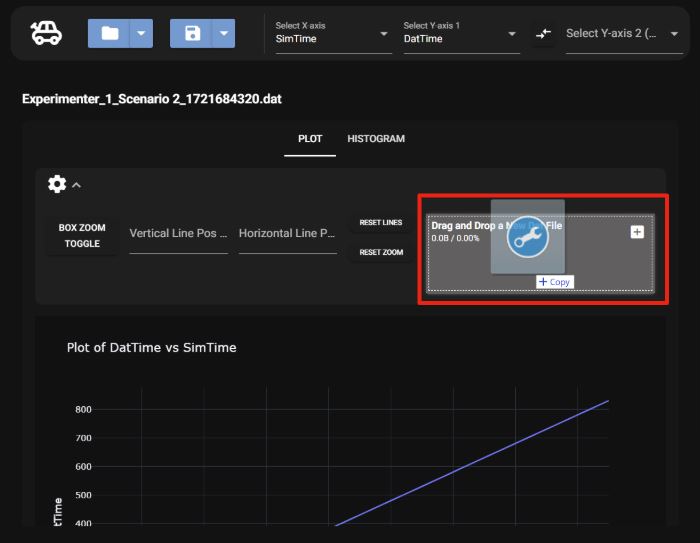 Select X axis
SimTime
Select Y-axis 1
DatTime
Select Y-axis 2 (...
Experimenter_1_Scenario 2_1721684320.dat
PLOT
HISTOGRAM
BOX ZOOM
TOGGLE
Vertical Line Pos ...
Horizontal Line P...
RESET LINES
RESET ZOOM
Drag and Drop a N File
0.0B / 0.00%
+ Copy
Plot of DatTime vs SimTime
800
700
600
500
400
tTime